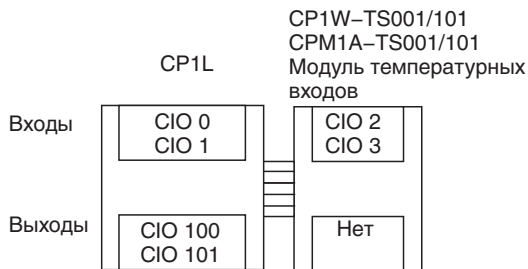 CP1W–TS001/101
CPM1A–TS001/101
Модуль температурных
входов
CP1L
Входы
CIO 0
CIO 1
CIO 2
CIO 3
Выходы
CIO 100
CIO 101
Нет